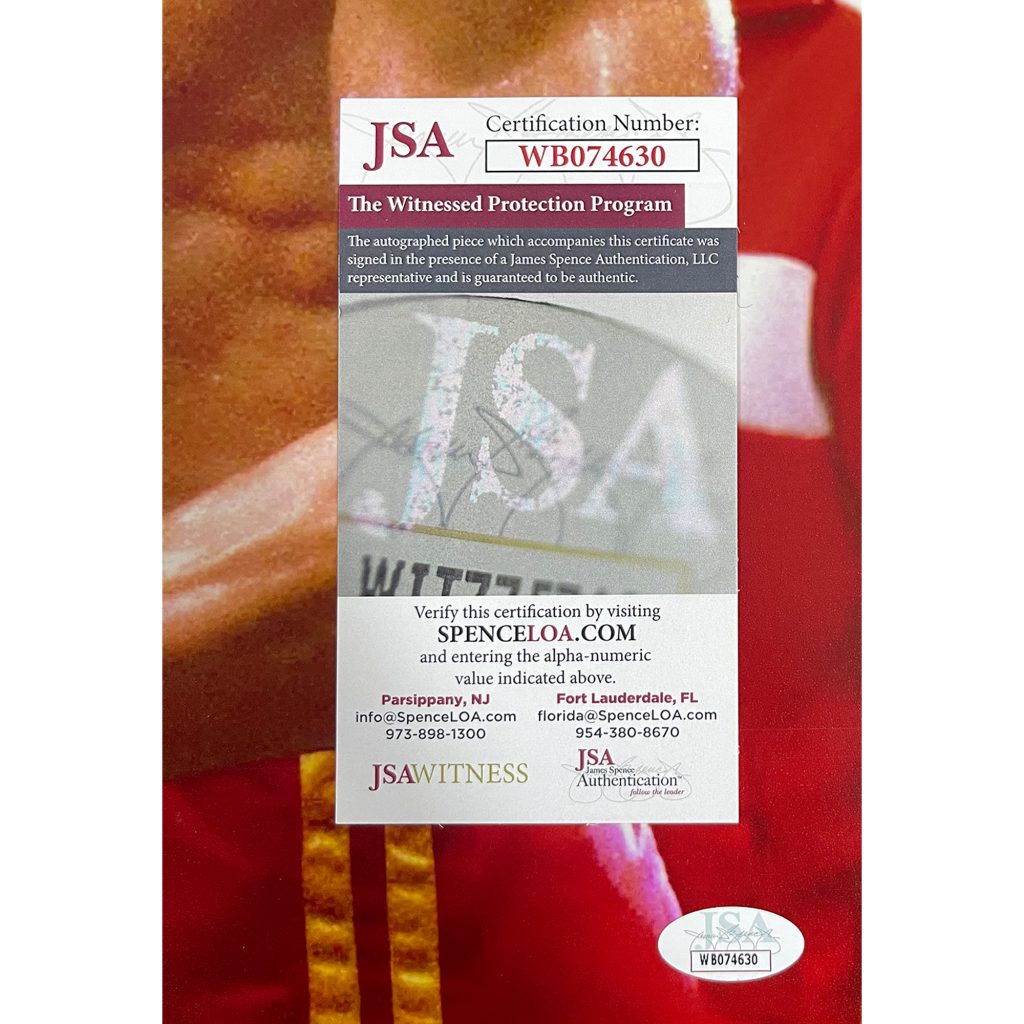 JSA
Certification Number:
WB074630
The Witnessed Protection Program
The autographed piece which accompanies this certificate was
signed in the presence of a James Spence Authentication, LLC
representative and is guaranteed to be authentic.
JSA
Verify this certification by visiting
SPENCELOA.COM
and entering the alpha-numeric
value indicated above.
Parsippany, NJ
info@SpenceLOA.com
973-898-1300
Fort Lauderdale, FL
florida@SpenceLOA.com
954-380-8670
JSAWITNESS
JSA
James Spence
Authentication™
follow the leader
JSA
WB074630